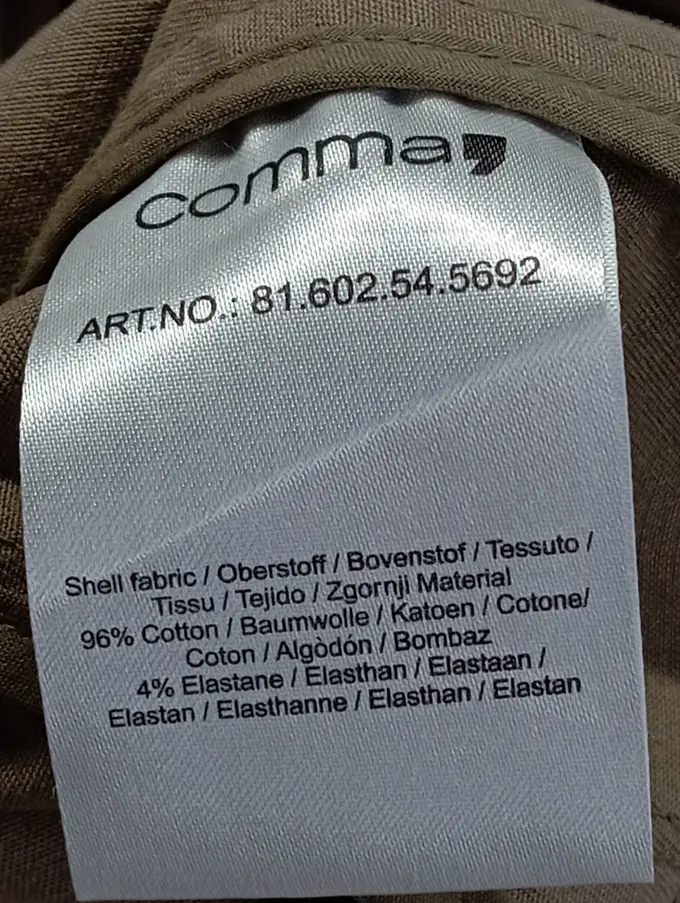 comma,
ART.NO.: 81.602.54.5692
Shell fabric / Oberstoff / Bovenstof / Tessuto /
Tissu / Tejido / Zgornji Material
96% Cotton / Baumwolle / Katoen / Cotone/
Coton / Algòdón / Bombaz
4% Elastane / Elasthan / Elastaan /
Elastan / Elasthanne / Elasthan / Elastan